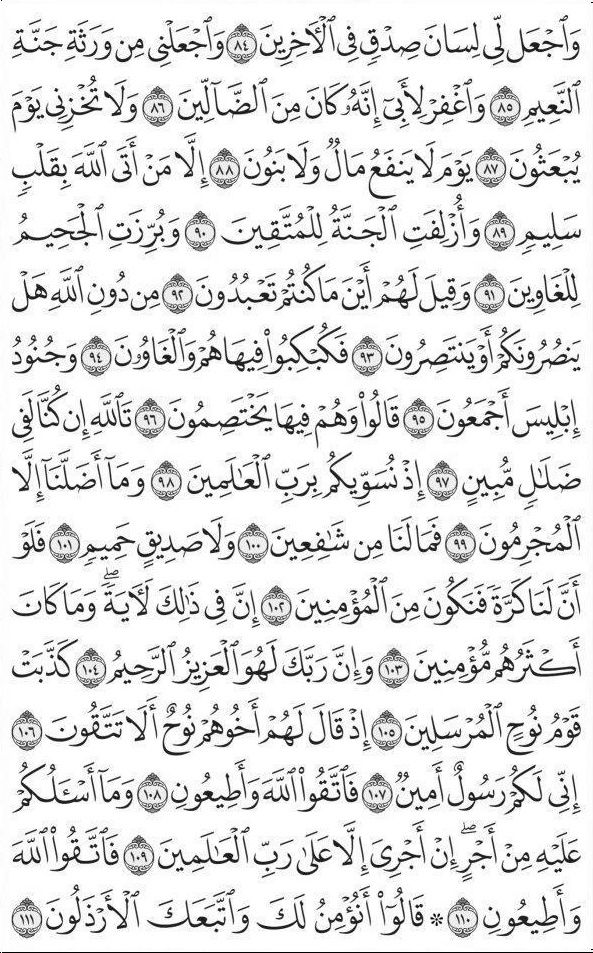 وَٱجْعَل لِّى لِسَانَ صِدْقٍ فِى ٱلْـَٔاخِرِينَ ٨٤ وَٱجْعَلْنِى مِن وَرَثَةِ جَنَّةِ
ٱلنَّعِيمِ ٨٥ وَٱغْفِرْ لِأَبِىٓ إِنَّهُۥ كَانَ مِنَ ٱلضَّآلِّينَ ٨٦ وَلَا تُخْزِنِى يَوْمَ
يُبْعَثُونَ ٨٧ يَوْمَ لَا يَنفَعُ مَالٌ وَلَا بَنُونَ ٨٨ إِلَّا مَنْ أَتَى ٱللَّهَ بِقَلْبٍ
سَلِيمٍ ٨٩ وَأُزْلِفَتِ ٱلْجَنَّةُ لِلْمُتَّقِينَ ٩٠ وَبُرِّزَتِ ٱلْجَحِيمُ
لِلْغَاوِينَ ٩١ وَقِيلَ لَهُمْ أَيْنَ مَا كُنتُمْ تَعْبُدُونَ ٩٢ مِن دُونِ ٱللَّهِ هَلْ
يَنصُرُونَكُمْ أَوْ يَنتَصِرُونَ ٩٣ فَكُبْكِبُوا۟ فِيهَا هُمْ وَٱلْغَاوُۥنَ ٩٤ وَجُنُودُ
إِبْلِيسَ أَجْمَعُونَ ٩٥ قَالُوا۟ وَهُمْ فِيهَا يَخْتَصِمُونَ ٩٦ تَٱللَّهِ إِن كُنَّا لَفِى
ضَلَـٰلٍ مُّبِينٍ ٩٧ إِذْ نُسَوِّيكُم بِرَبِّ ٱلْعَـٰلَمِينَ ٩٨ وَمَآ أَضَلَّنَآ إِلَّا
ٱلْمُجْرِمُونَ ٩٩ فَمَا لَنَا مِن شَـٰفِعِينَ ١٠٠ وَلَا صَدِيقٍ حَمِيمٍ ١٠١ فَلَوْ
أَنَّ لَنَا كَرَّةً فَنَكُونَ مِنَ ٱلْمُؤْمِنِينَ ١٠٢ إِنَّ فِى ذَٰلِكَ لَـَٔايَةً ۖ وَمَا كَانَ
أَكْثَرُهُم مُّؤْمِنِينَ ١٠٣ وَإِنَّ رَبَّكَ لَهُوَ ٱلْعَزِيزُ ٱلرَّحِيمُ ١٠٤ كَذَّبَتْ
قَوْمُ نُوحٍ ٱلْمُرْسَلِينَ ١٠٥ إِذْ قَالَ لَهُمْ أَخُوهُمْ نُوحٌ أَلَا تَتَّقُونَ ١٠٦
إِنِّى لَكُمْ رَسُولٌ أَمِينٌ ١٠٧ فَٱتَّقُوا۟ ٱللَّهَ وَأَطِيعُونِ ١٠٨ وَمَآ أَسْـَٔلُكُمْ
عَلَيْهِ مِنْ أَجْرٍ ۖ إِنْ أَجْرِىَ إِلَّا عَلَىٰ رَبِّ ٱلْعَـٰلَمِينَ ١٠٩ فَٱتَّقُوا۟ ٱللَّهَ
وَأَطِيعُونِ ١١٠ * قَالُوٓا۟ أَنُؤْمِنُ لَكَ وَٱتَّبَعَكَ ٱلْأَرْذَلُونَ ١١١